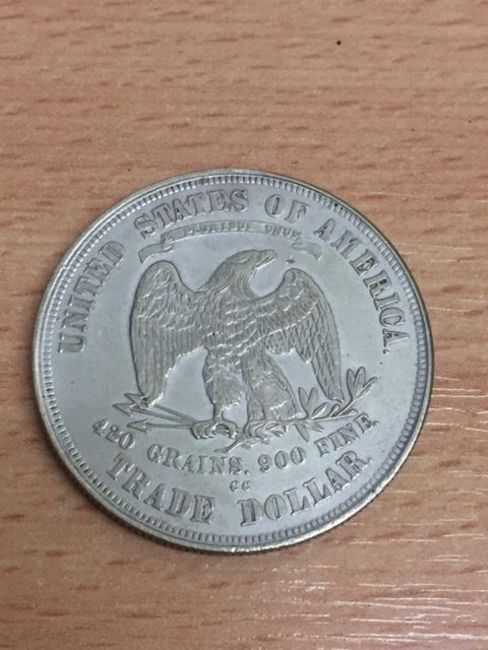 UNITED STATES OF AMERICA.
E PLURIBUS UNUM
420 GRAINS, 900 FINE.
CC
TRADE DOLLAR.